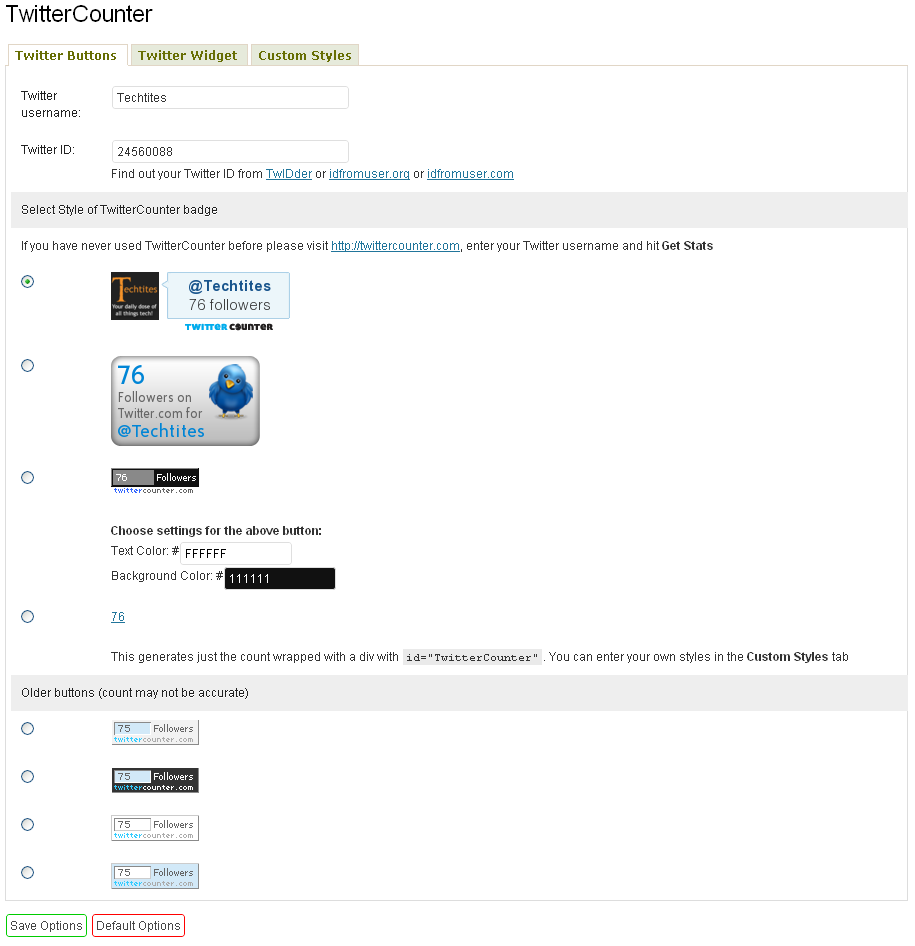 TwitterCounter
Twitter Buttons Twitter Widget Custom Styles
Twitter
username:
Techtites
Twitter ID:
24560088
Find out your Twitter ID from TwIDder or idfromuser.org or idfromuser.com
Select Style of TwitterCounter badge
If you have never used TwitterCounter before please visit http://twittercounter.com, enter your Twitter username and hit Get Stats
Techtites
Your daily dose of
all things tech!
@Techtites
76 followers
TWITTER COUNTER
76
Followers on
Twitter.com for
@Techtites
76 Followers
twittercounter.com
Choose settings for the above button:
Text Color: # FFFFFF
Background Color: # 111111
76
This generates just the count wrapped with a div with id="TwitterCounter" . You can enter your own styles in the Custom Styles tab
Older buttons (count may not be accurate)
75 Followers
twittercounter.com
75 Followers
twittercounter.com
75 Followers
twittercounter.com
75 Followers
twittercounter.com
Save Options Default Options